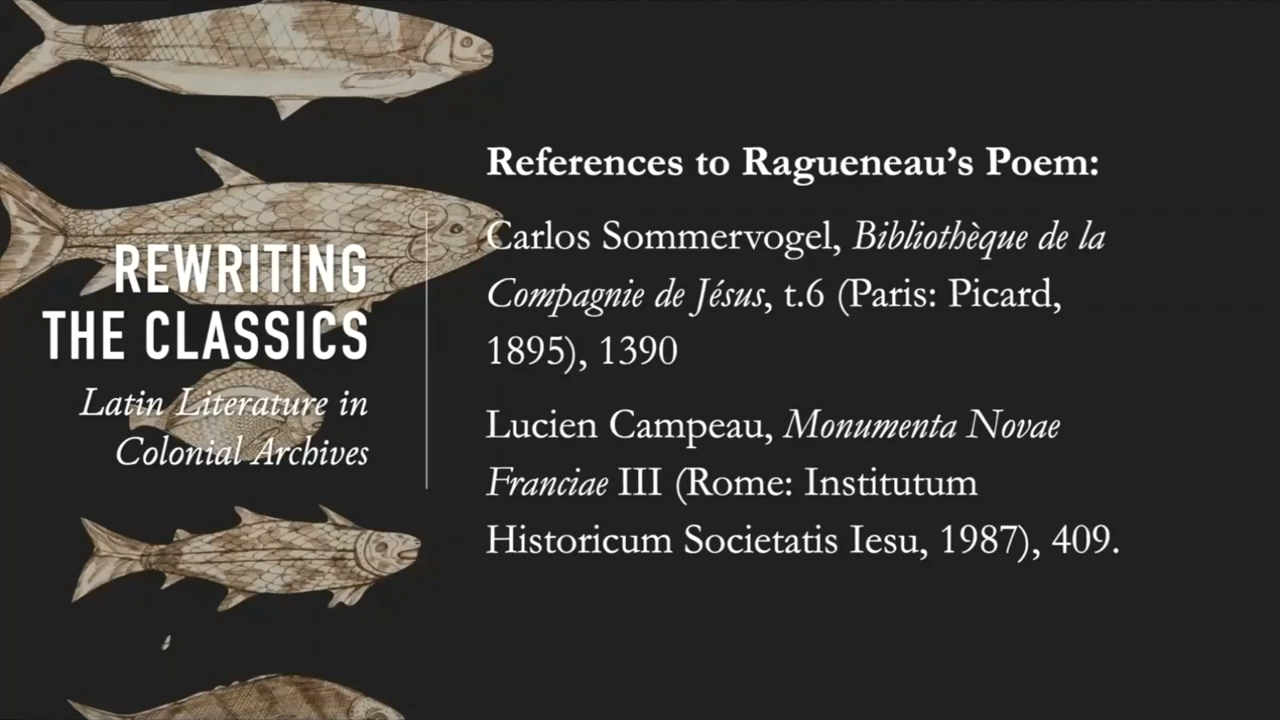 REWRITING
THE CLASSICS
Latin Literature in
Colonial Archives
References to Ragueneau’s Poem:
Carlos Sommervogel, Bibliothèque de la
Compagnie de Jésus, t.6 (Paris: Picard,
1895), 1390
Lucien Campeau, Monumenta Novae
Franciae III (Rome: Institutum
Historicum Societatis Iesu, 1987), 409.